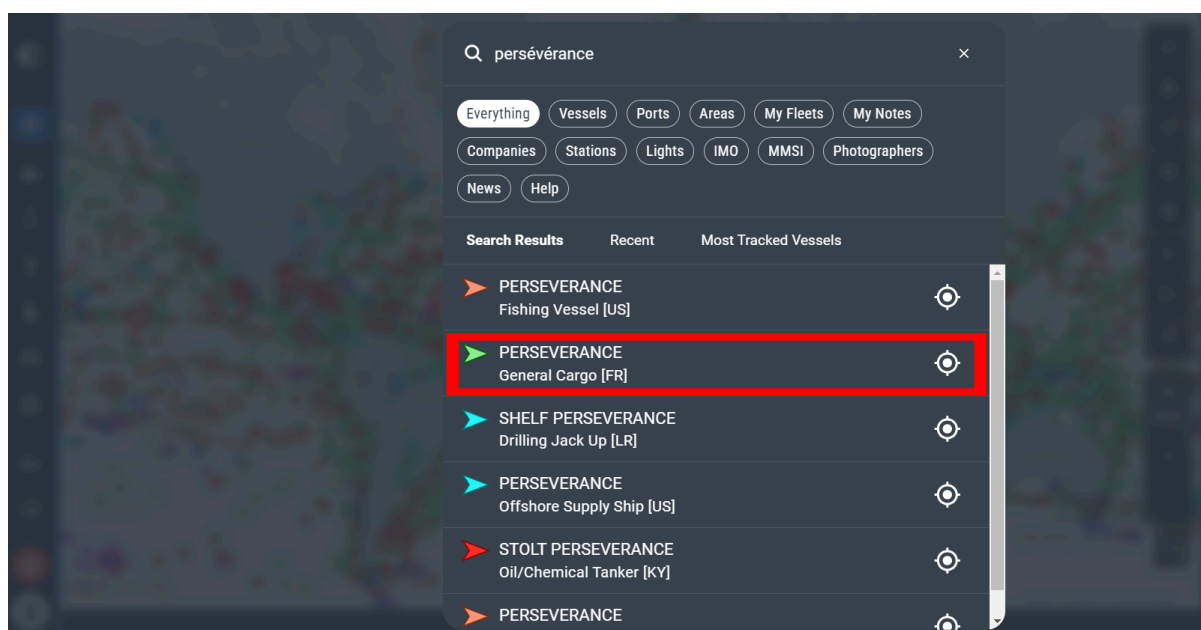 persévérance
Everything Vessels Ports Areas My Fleets My Notes
Companies Stations Lights IMO MMSI Photographers
News Help
Search Results Recent Most Tracked Vessels
PERSEVERANCE
Fishing Vessel [US]
PERSEVERANCE
General Cargo [FR]
SHELF PERSEVERANCE
Drilling Jack Up [LR]
PERSEVERANCE
Offshore Supply Ship [US]
STOLT PERSEVERANCE
Oil/Chemical Tanker [KY]
PERSEVERANCE